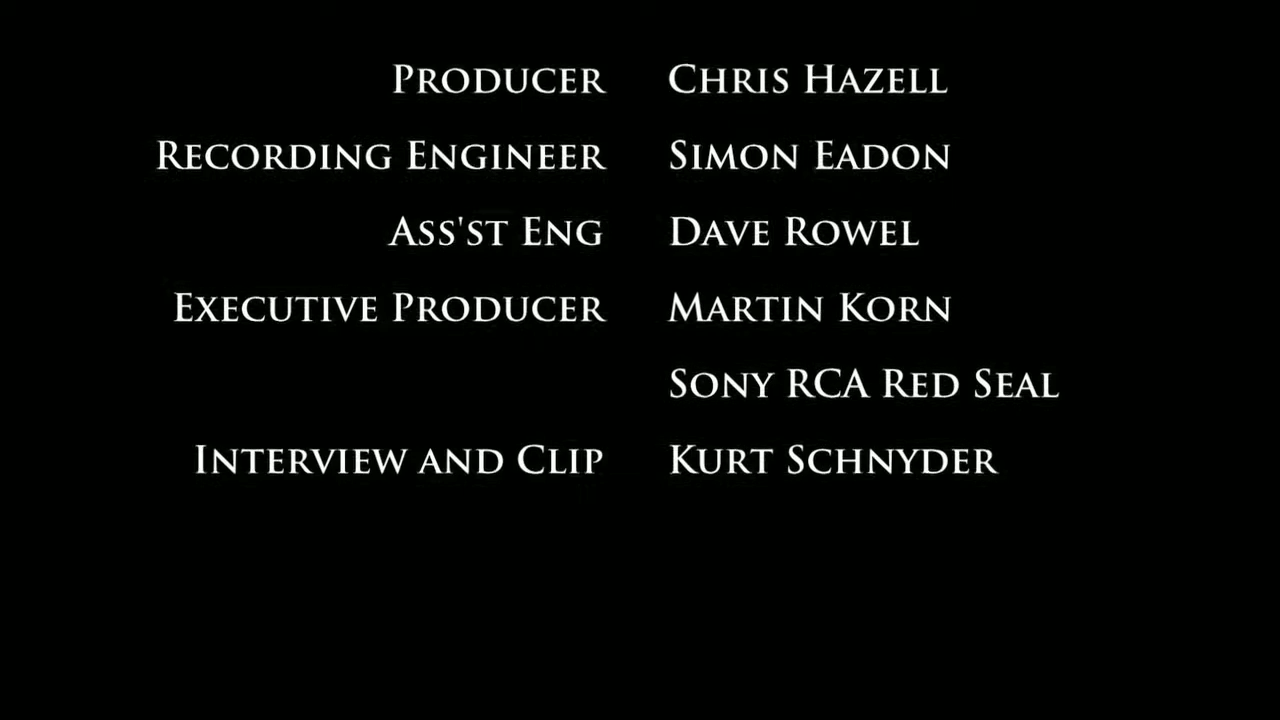 Producer Chris Hazell
Recording Engineer Simon Eadon
Ass'st Eng Dave Rowel
Executive Producer Martin Korn
Sony RCA Red Seal
Interview and Clip Kurt Schnyder